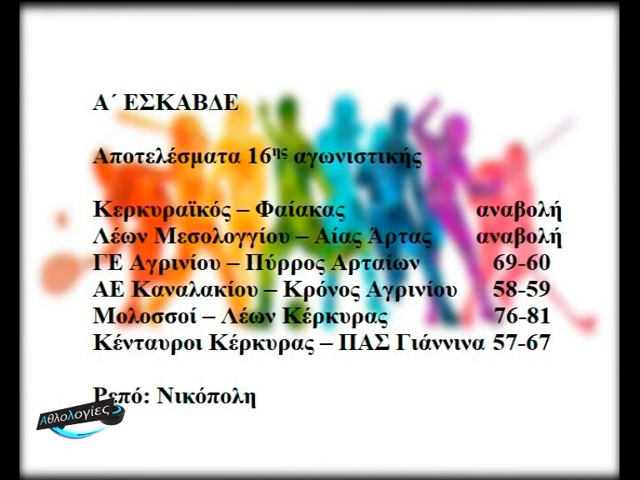 Α΄ ΕΣΚΑΒΔΕ
Αποτελέσματα 16ης αγωνιστικής
Κερκυραϊκός – Φαίακας αναβολή
Λέων Μεσολογγίου – Αίας Άρτας αναβολή
ΓΕ Αγρινίου – Πύρρος Αρταίων 69-60
ΑΕ Καναλακίου – Κρόνος Αγρινίου 58-59
Μολοσσοί – Λέων Κέρκυρας 76-81
Κένταυροι Κέρκυρας – ΠΑΣ Γιάννινα 57-67
Ρεπό: Νικόπολη
Αθλολογίες